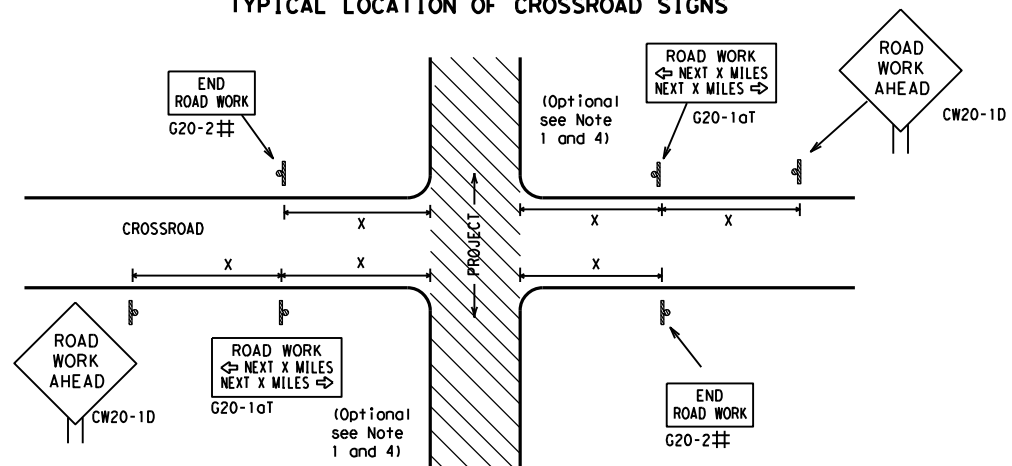 TYPICAL LOCATION OF CROSSROAD SIGNS
END
ROAD WORK
G20-2⌗
(Optional
see Note
1 and 4)
ROAD WORK
⇦ NEXT X MILES
NEXT X MILES ⇨
G20-1aT
ROAD
WORK
AHEAD
CW20-1D
X
X
X
CROSSROAD
PROJECT
X
X
X
ROAD
WORK
AHEAD
CW20-1D
ROAD WORK
⇦ NEXT X MILES
NEXT X MILES ⇨
G20-1aT
(Optional
see Note
1 and 4)
END
ROAD WORK
G20-2⌗